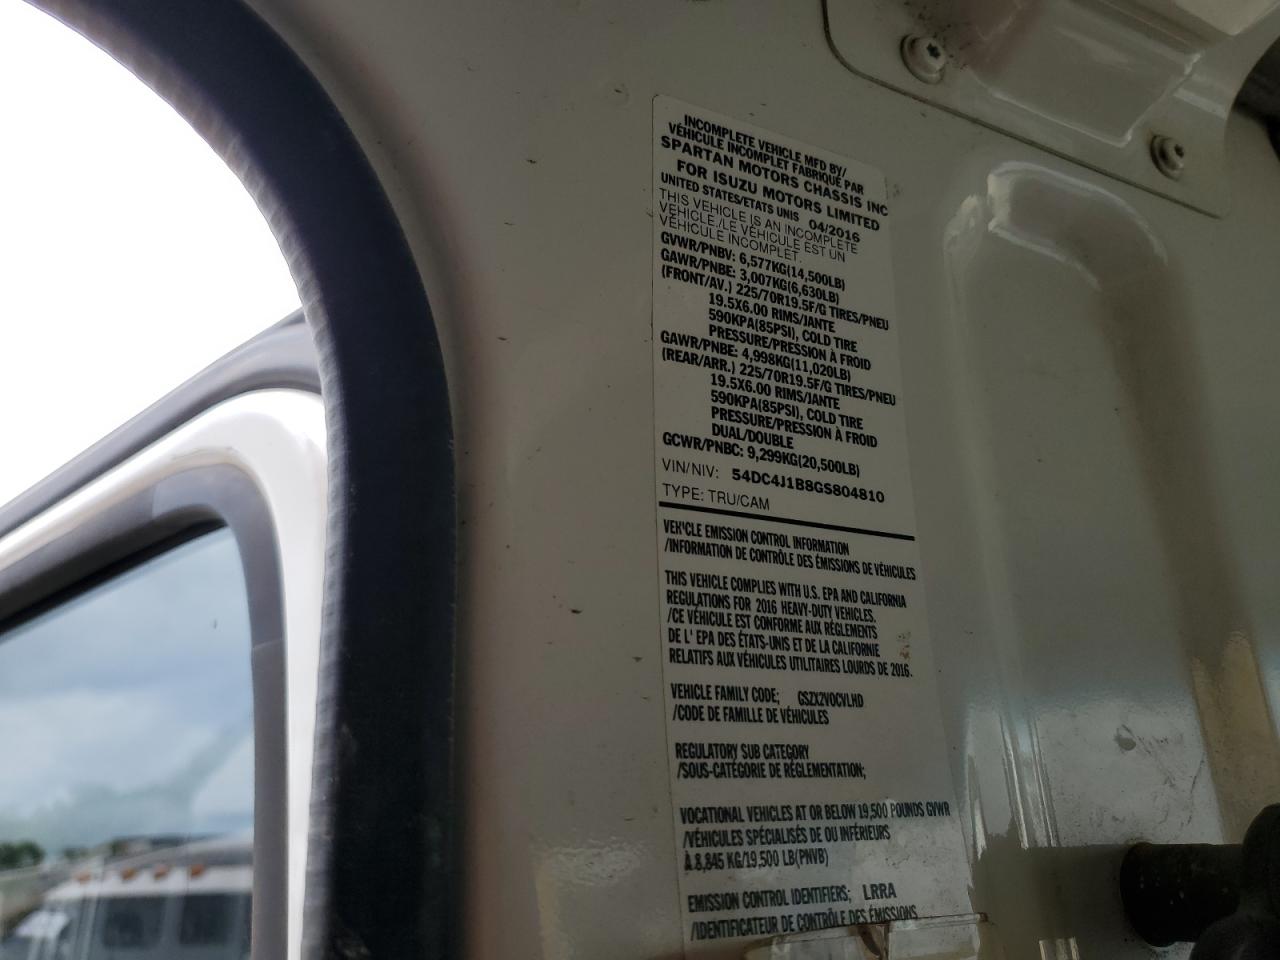 INCOMPLETE VEHICLE MFD BY/
VÉHICULE INCOMPLET FABRIQUÉ PAR
SPARTAN MOTORS CHASSIS INC
FOR ISUZU MOTORS LIMITED
UNITED STATES/ETATS UNIS 04/2016
THIS VEHICLE IS AN INCOMPLETE
VEHICLE./LE VÉHICULE EST UN
VÉHICULE INCOMPLET.
GVWR/PNBV: 6,577KG(14,500LB)
GAWR/PNBE: 3,007KG(6,630LB)
(FRONT/AV.) 225/70R19.5F/G TIRES/PNEU
19.5X6.00 RIMS/JANTE
590KPA(85PSI), COLD TIRE
PRESSURE/PRESSION À FROID
GAWR/PNBE: 4,998KG(11,020LB)
(REAR/ARR.) 225/70R19.5F/G TIRES/PNEU
19.5X6.00 RIMS/JANTE
590KPA(85PSI), COLD TIRE
PRESSURE/PRESSION À FROID
DUAL/DOUBLE
GCWR/PNBC: 9,299KG(20,500LB)
VIN/NIV: 54DC4J1B8GS804810
TYPE: TRU/CAM
VEHICLE EMISSION CONTROL INFORMATION
/INFORMATION DE CONTRÔLE DES ÉMISSIONS DE VÉHICULES
THIS VEHICLE COMPLIES WITH U.S. EPA AND CALIFORNIA
REGULATIONS FOR 2016 HEAVY-DUTY VEHICLES.
/CE VÉHICULE EST CONFORME AUX RÉGLEMENTS
DE L' EPA DES ÉTATS-UNIS ET DE LA CALIFORNIE
RELATIFS AUX VÉHICULES UTILITAIRES LOURDS DE 2016.
VEHICLE FAMILY CODE; GSZX2VOCVLHD
/CODE DE FAMILLE DE VÉHICULES
REGULATORY SUB CATEGORY
/SOUS-CATÉGORIE DE RÉGLEMENTATION;
VOCATIONAL VEHICLES AT OR BELOW 19,500 POUNDS GVWR
/VÉHICULES SPÉCIALISÉS DE OU INFÉRIEURS
À 8,845 KG/19,500 LB(PNVB)
EMISSION CONTROL IDENTIFIERS; LRRA
/IDENTIFICATEUR DE CONTRÔLE DES ÉMISSIONS